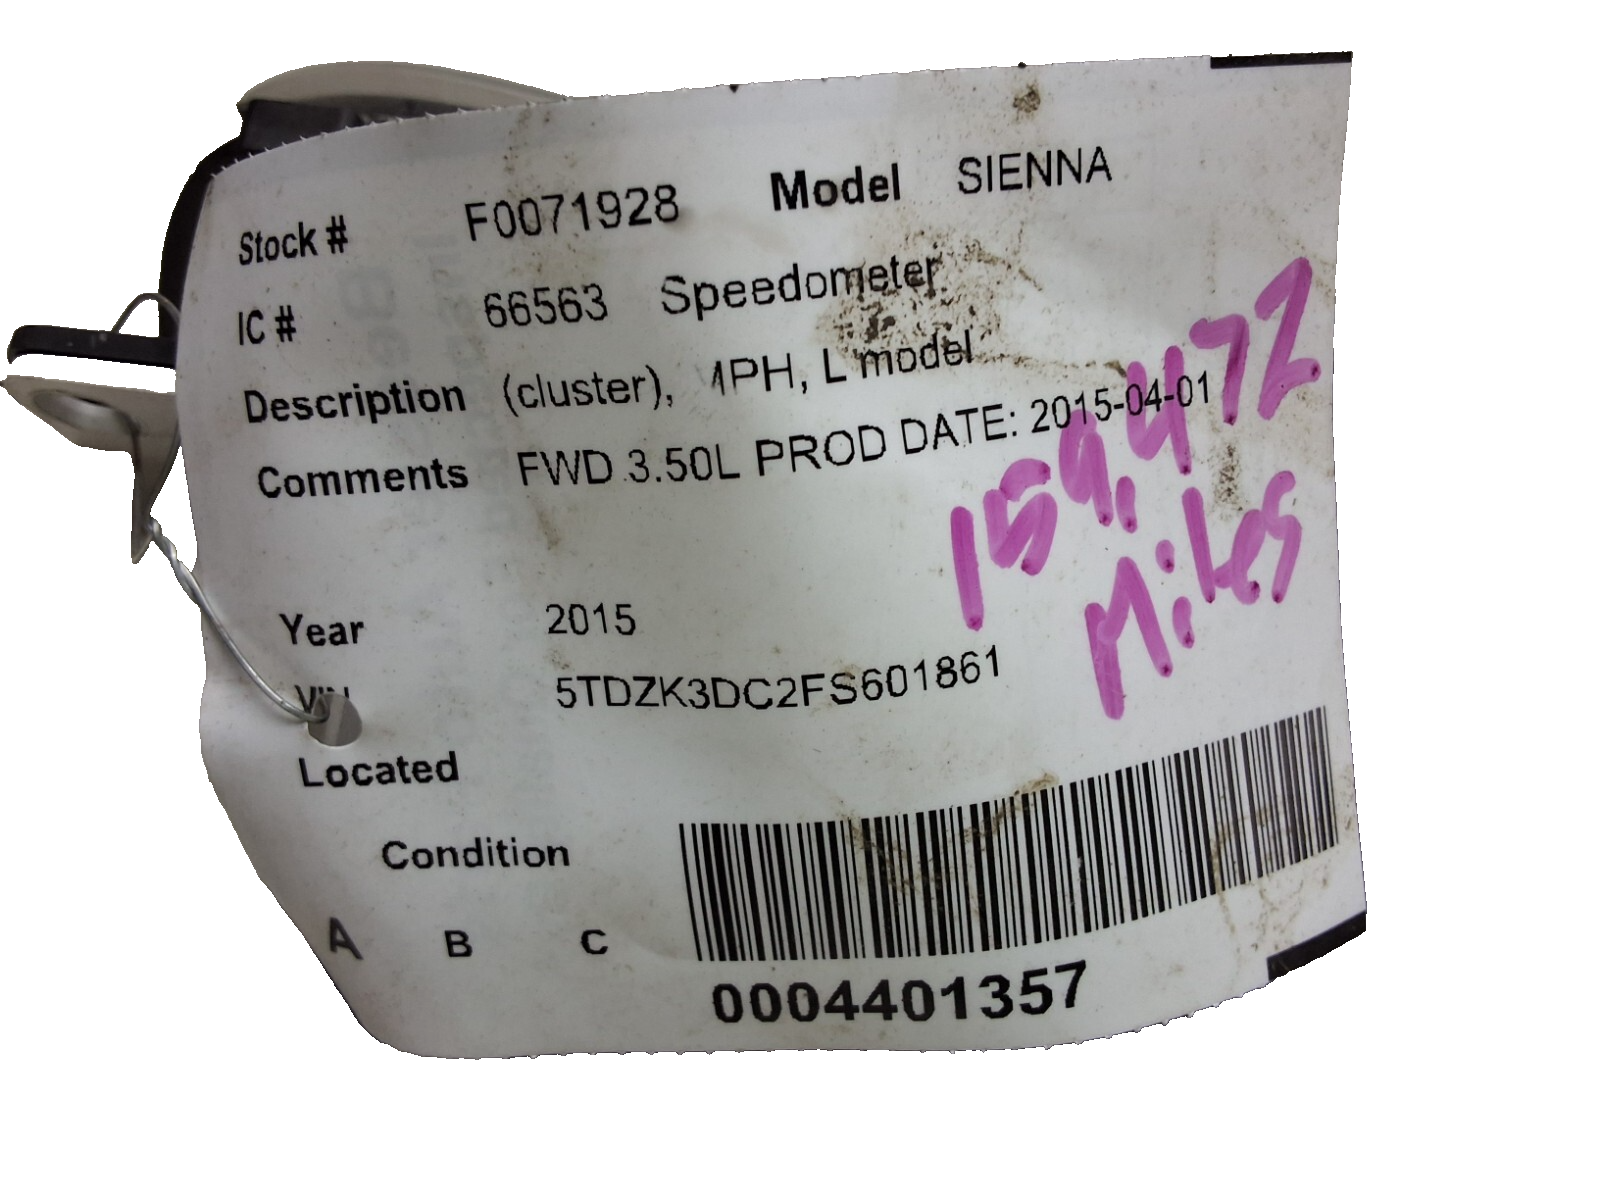 Stock # F0071928 Model SIENNA
IC # 66563 Speedometer
Description (cluster), MPH, L model
Comments FWD 3.50L PROD DATE: 2015-04-01
159,472
Miles
Year 2015
VIN 5TDZK3DC2FS601861
Located
Condition
A B C
0004401357